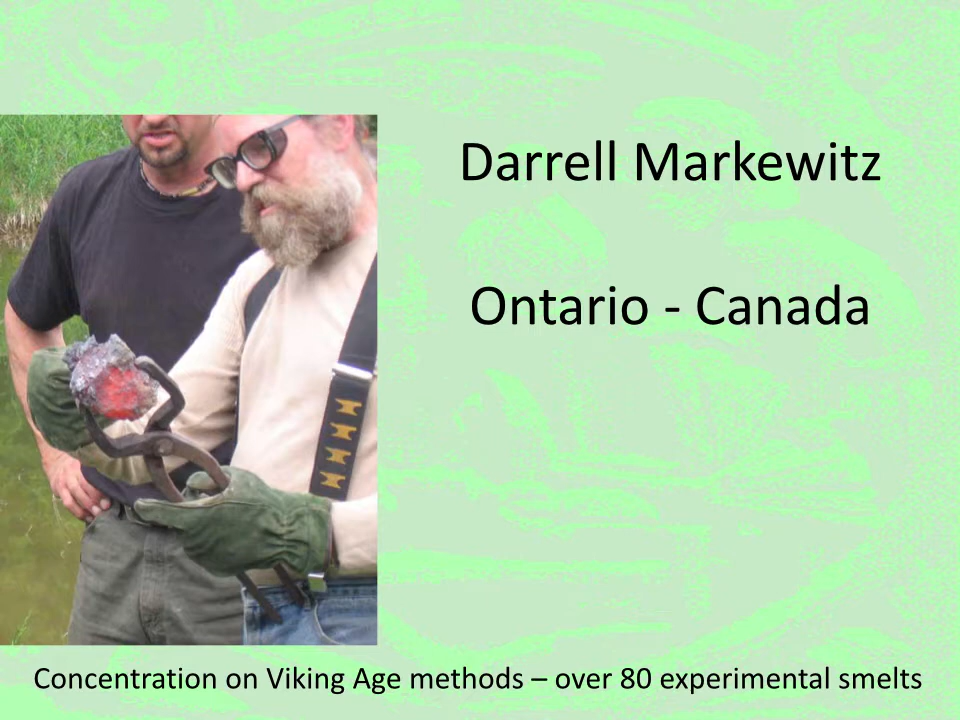 Darrell Markewitz
Ontario - Canada
Concentration on Viking Age methods – over 80 experimental smelts